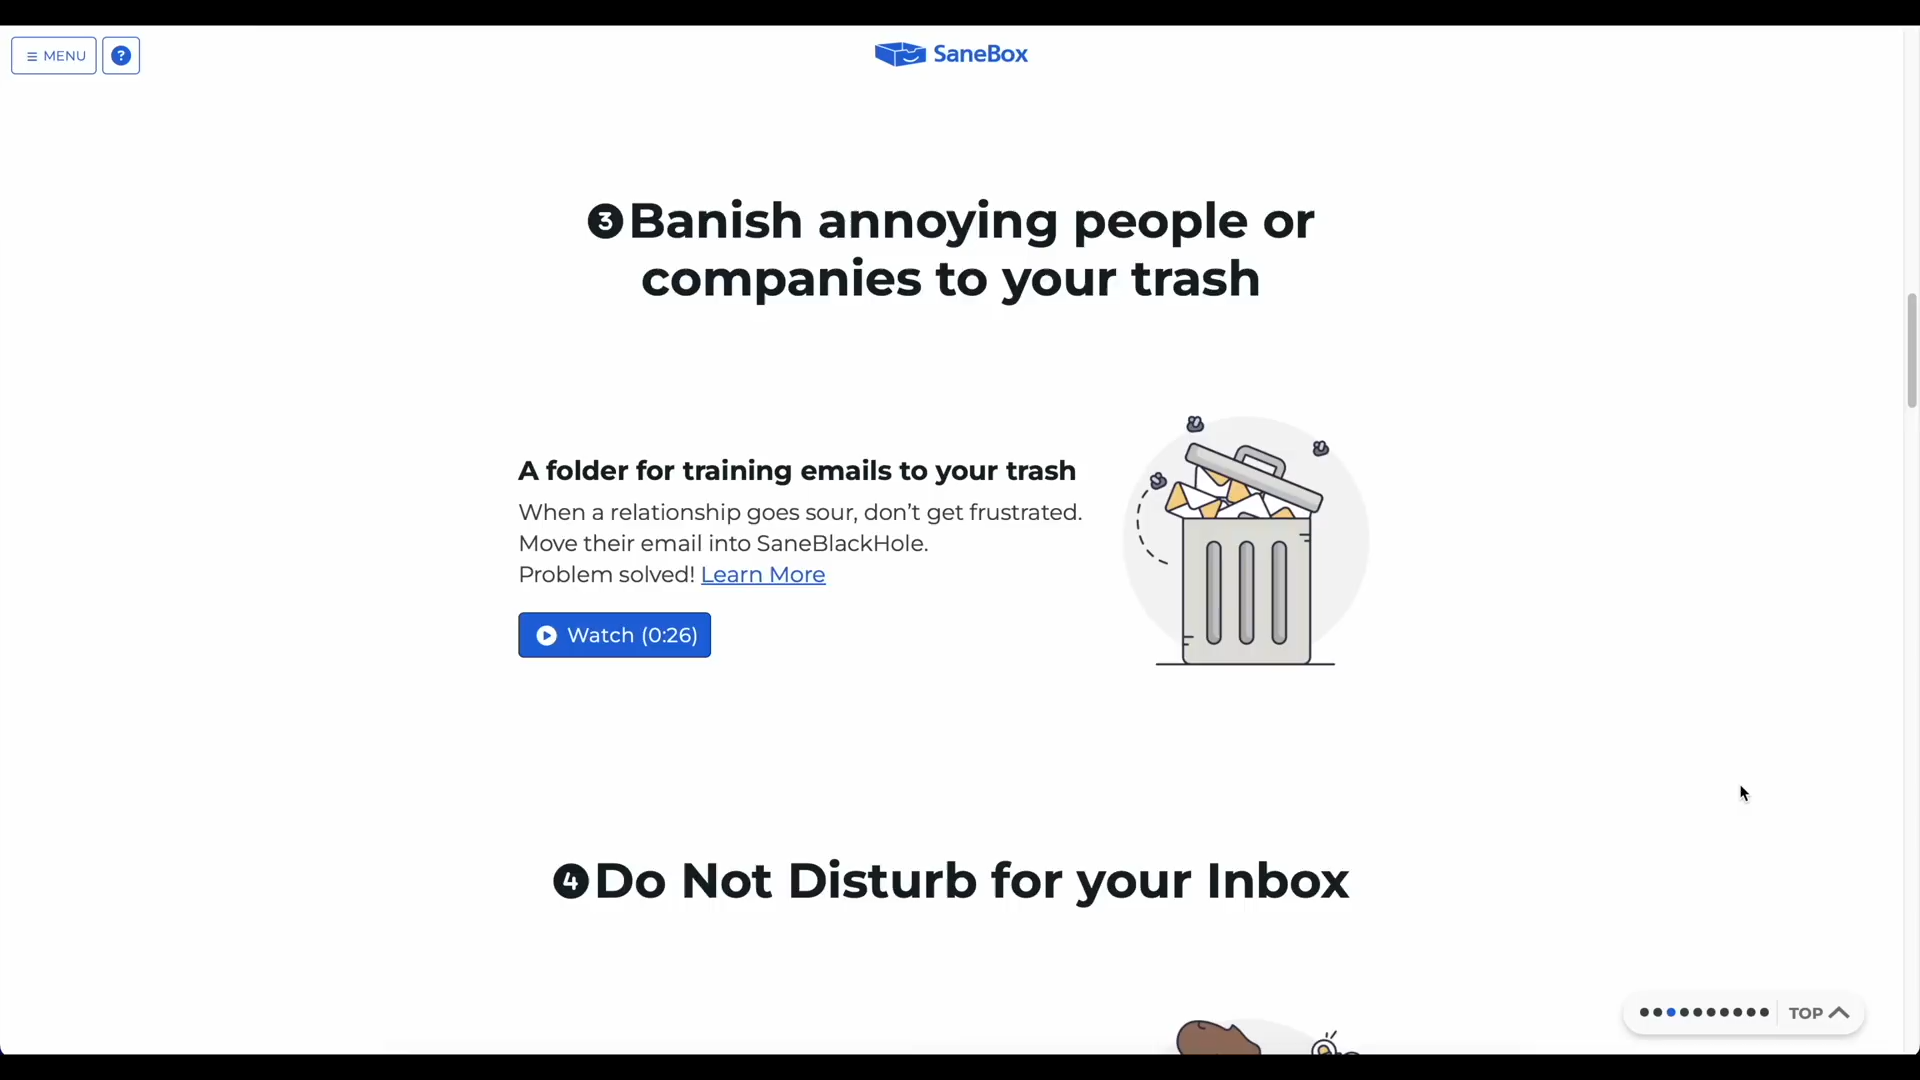 ☰ MENU
?
SaneBox
3 Banish annoying people or
companies to your trash
A folder for training emails to your trash
When a relationship goes sour, don’t get frustrated.
Move their email into SaneBlackHole.
Problem solved! Learn More
Watch (0:26)
4 Do Not Disturb for your Inbox
TOP